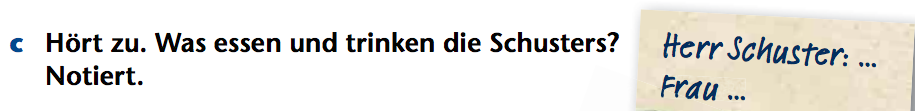 c Hört zu. Was essen und trinken die Schusters?
Notiert.
Herr Schuster: ...
Frau ...